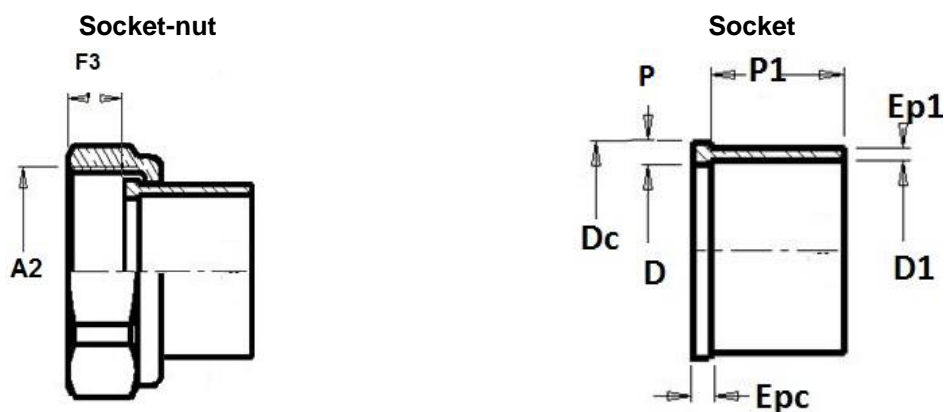 Socket-nut
F3
A2
Socket
P
P1
Ep1
Dc
D
D1
Epc